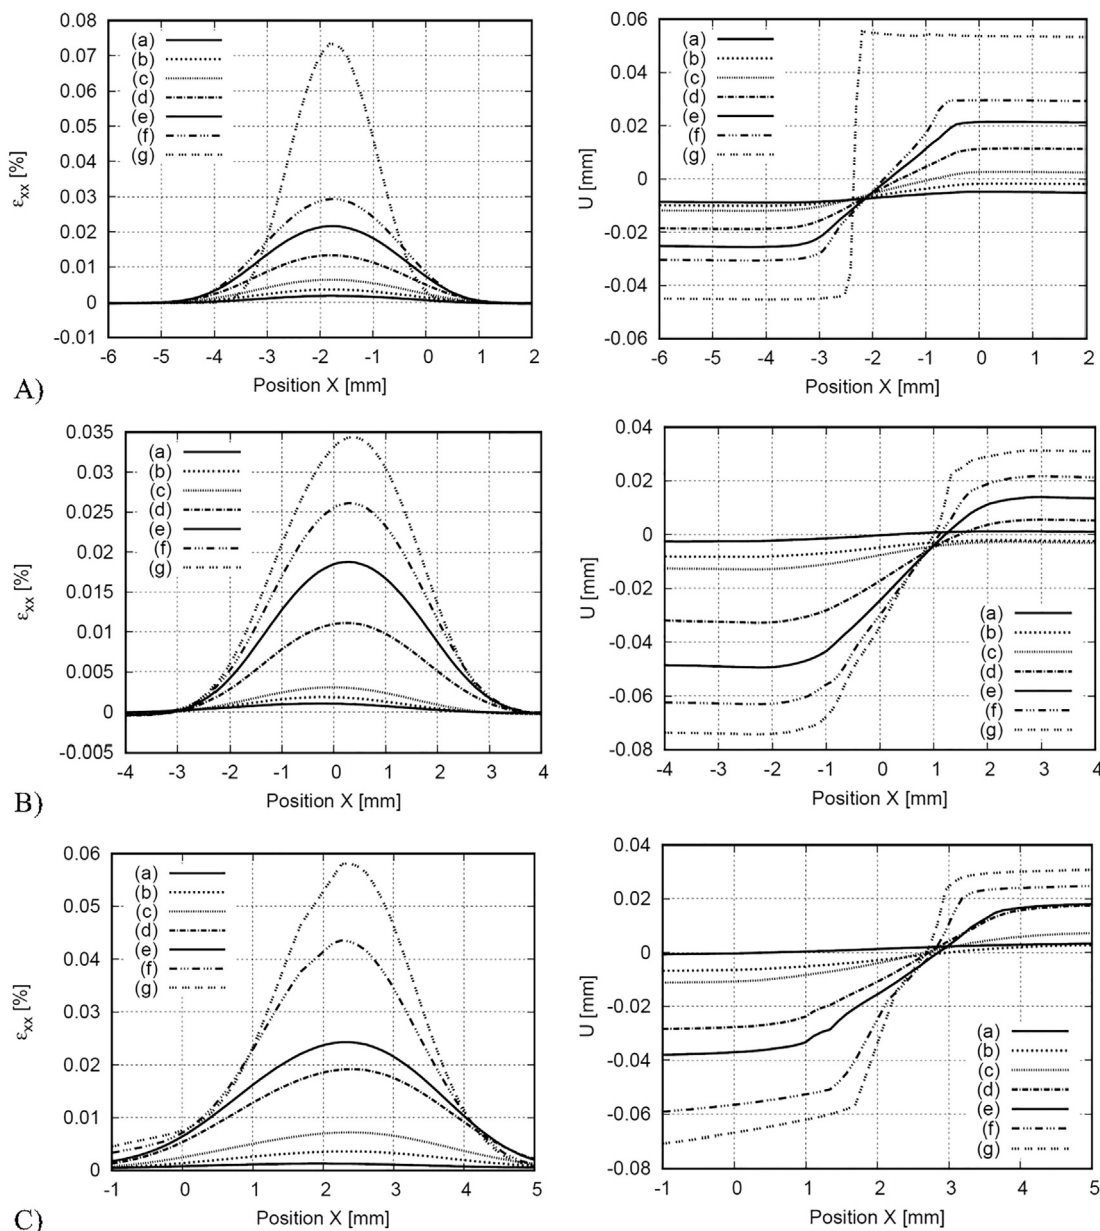 0.08
0.07
0.06
0.05
0.04
0.03
0.02
0.01
0
-0.01
εxx [%]
(a)
(b)
(c)
(d)
(e)
(f)
(g)
-6 -5 -4 -3 -2 -1 0 1 2
Position X [mm]
0.06
0.04
0.02
0
-0.02
-0.04
-0.06
U [mm]
(a)
(b)
(c)
(d)
(e)
(f)
(g)
-6 -5 -4 -3 -2 -1 0 1 2
Position X [mm]
A)
0.035
0.03
0.025
0.02
0.015
0.01
0.005
0
-0.005
εxx [%]
(a)
(b)
(c)
(d)
(e)
(f)
(g)
-4 -3 -2 -1 0 1 2 3 4
Position X [mm]
0.04
0.02
0
-0.02
-0.04
-0.06
-0.08
U [mm]
(a)
(b)
(c)
(d)
(e)
(f)
(g)
-4 -3 -2 -1 0 1 2 3 4
Position X [mm]
B)
0.06
0.05
0.04
0.03
0.02
0.01
0
εxx [%]
(a)
(b)
(c)
(d)
(e)
(f)
(g)
-1 0 1 2 3 4 5
Position X [mm]
0.04
0.02
0
-0.02
-0.04
-0.06
-0.08
U [mm]
(a)
(b)
(c)
(d)
(e)
(f)
(g)
-1 0 1 2 3 4 5
Position X [mm]
C)